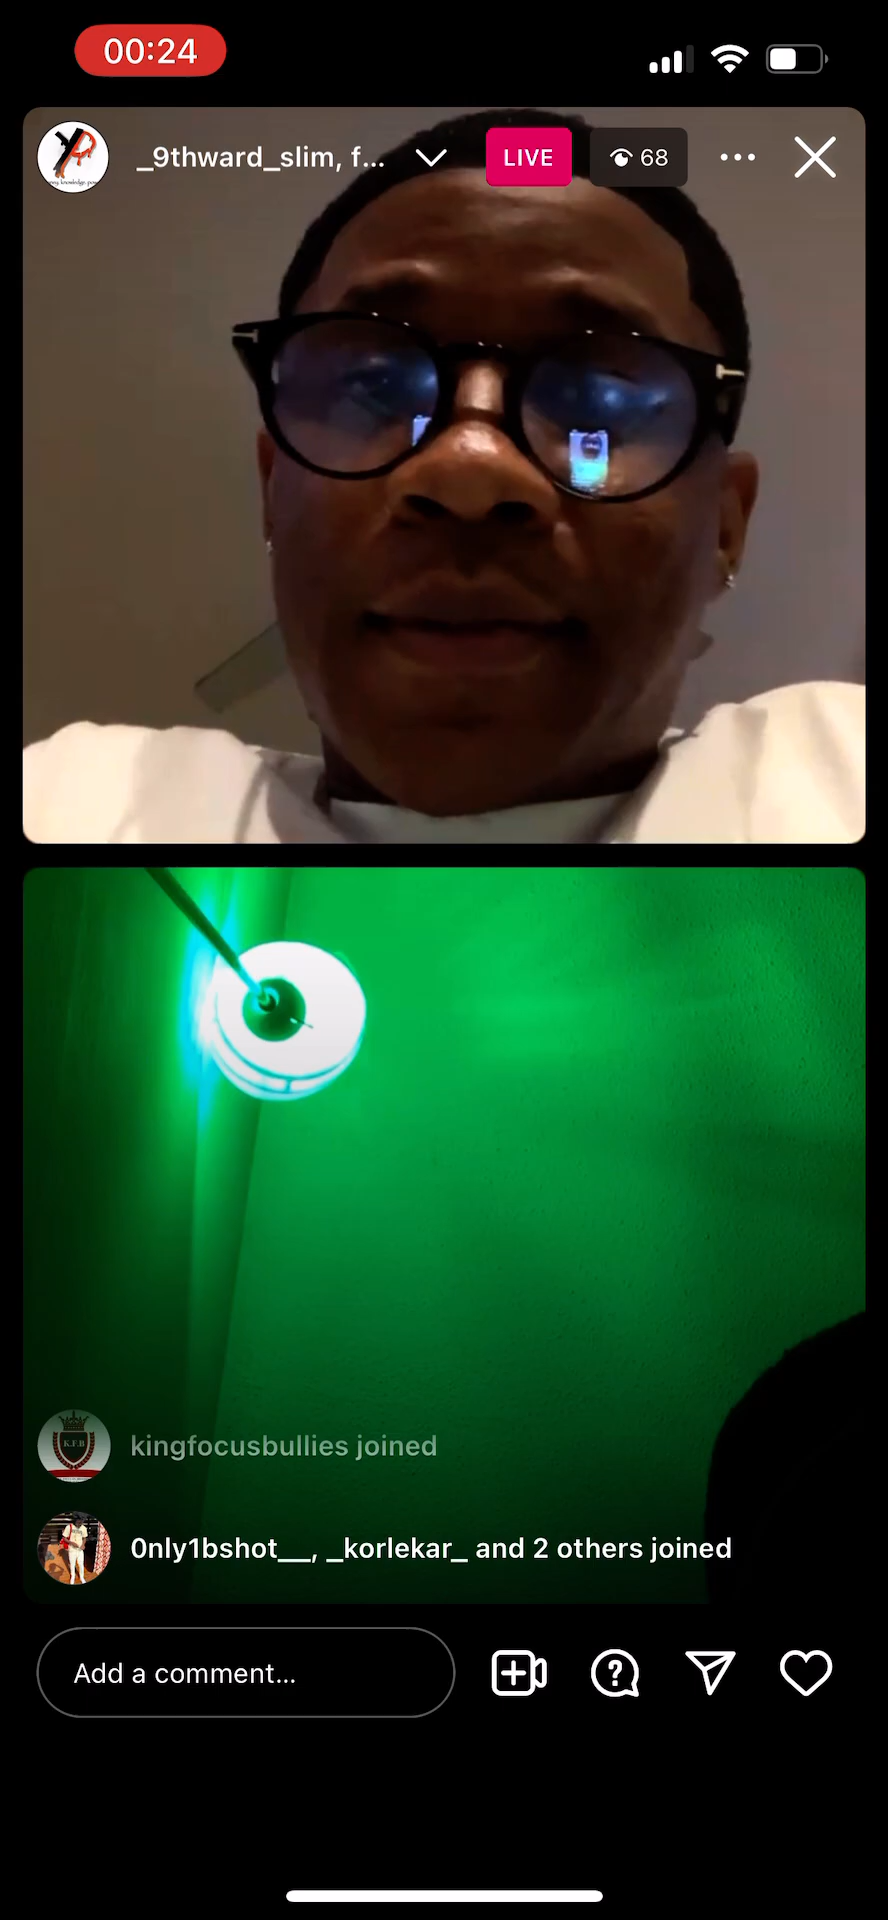 00:24
_9thward_slim, f...
LIVE
68
kingfocusbullies joined
K.F.B
0nly1bshot__, _korlekar_ and 2 others joined
Add a comment...